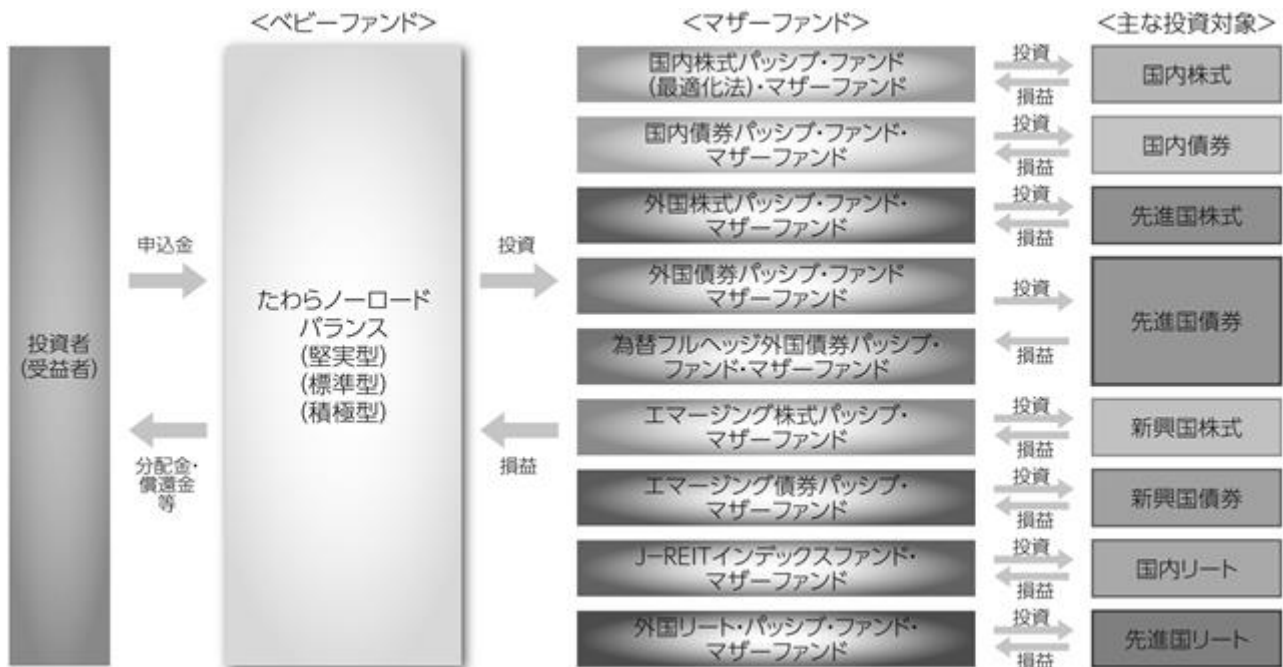 <ベビーファンド>
<マザーファンド>
<主な投資対象>
投資者
(受益者)
申込金
分配金・
償還金
等
たわらノーロード
バランス
(堅実型)
(標準型)
(積極型)
投資
損益
国内株式パッシブ・ファンド
(最適化法)・マザーファンド
投資
損益
国内株式
国内債券パッシブ・ファンド・
マザーファンド
投資
損益
国内債券
外国株式パッシブ・ファンド・
マザーファンド
投資
損益
先進国株式
外国債券パッシブ・ファンド
マザーファンド
為替フルヘッジ外国債券パッシブ・
ファンド・マザーファンド
投資
損益
先進国債券
エマージング株式パッシブ・
マザーファンド
投資
損益
新興国株式
エマージング債券パッシブ・
マザーファンド
投資
損益
新興国債券
J-REITインデックスファンド・
マザーファンド
投資
損益
国内リート
外国リート・パッシブ・ファンド・
マザーファンド
投資
損益
先進国リート